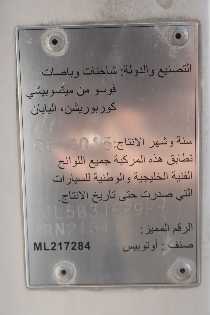 التصنيع والدولة: شاحنات وباصات
فوسو من ميتسوبيشي
كوربوريشن، اليابان
سنة وشهر الانتاج:
تطابق هذه المركبة جميع اللوائح
الفنية الخليجية والوطنية للسيارات
التي صدرت حتى تاريخ الانتاج.
الرقم المميز:
صنف: أوتوبيس
ML217284